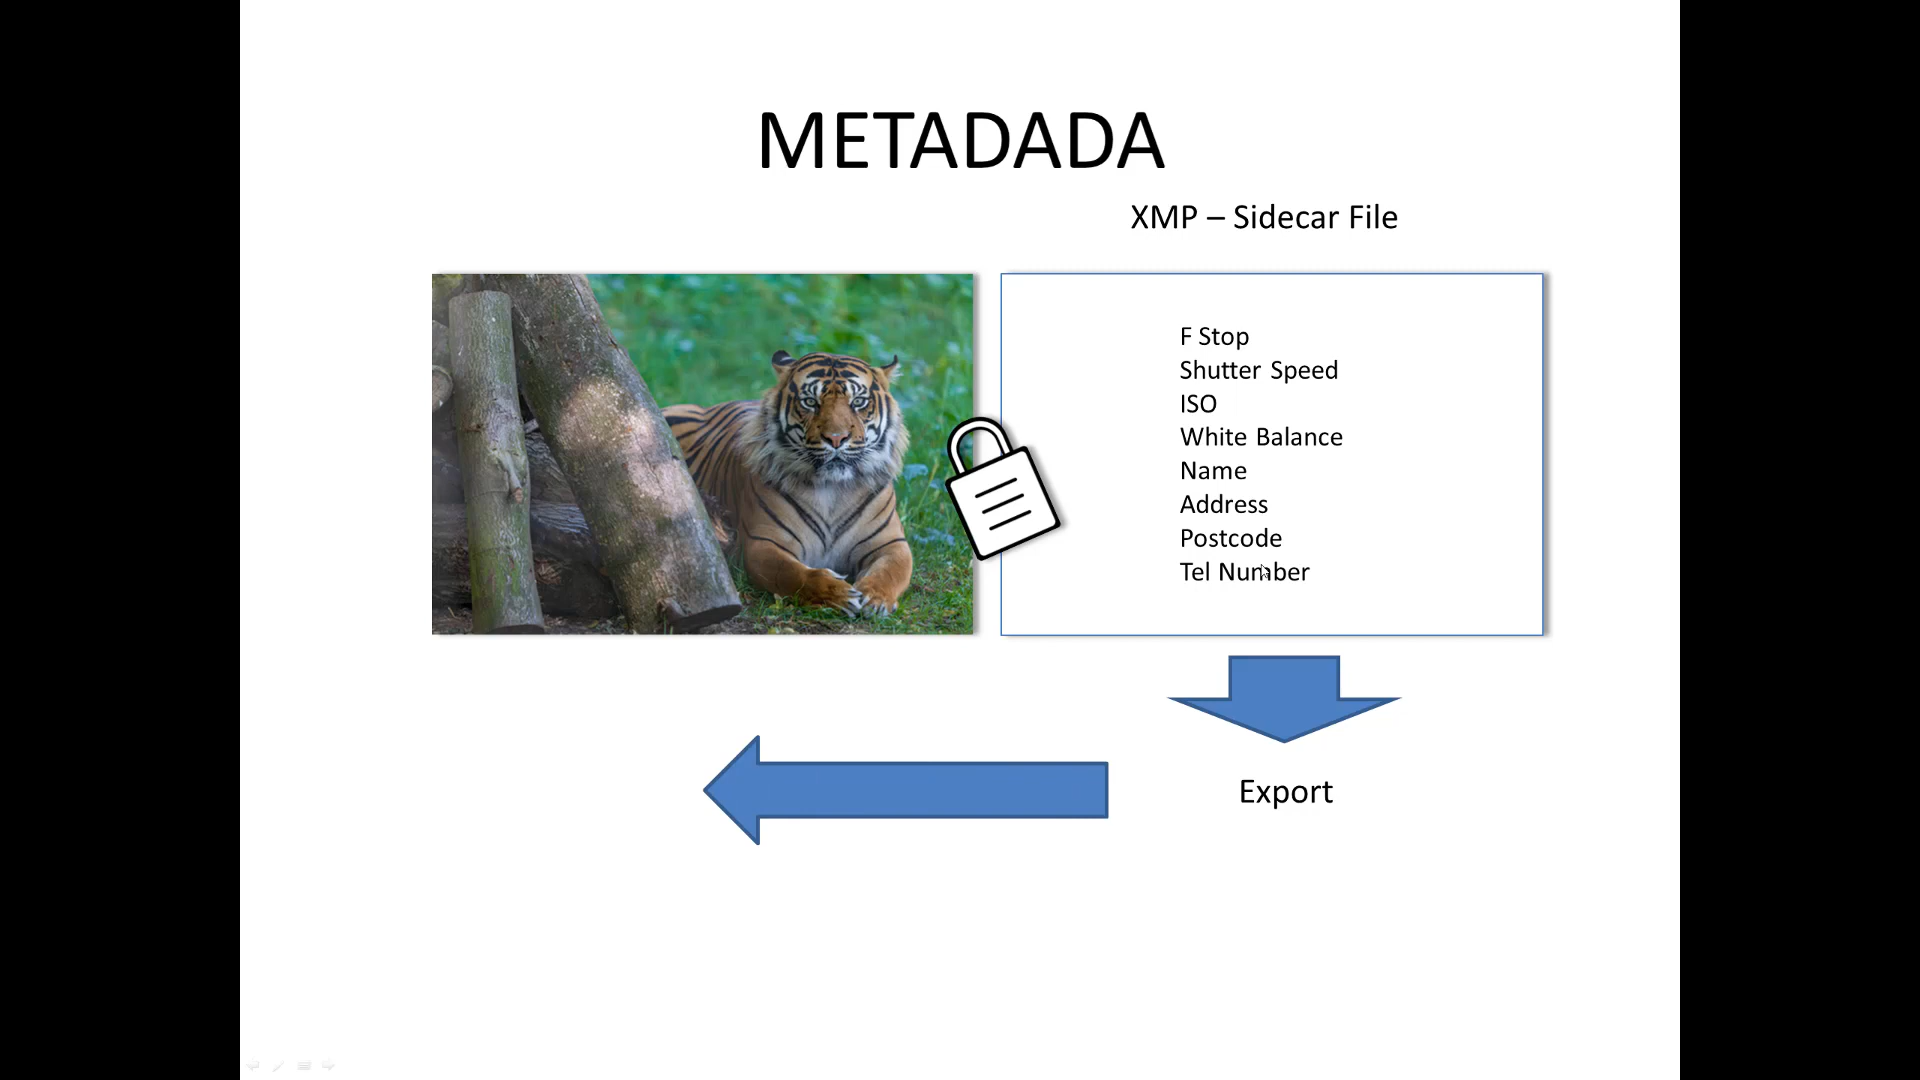 METADADA
XMP – Sidecar File
F Stop
Shutter Speed
ISO
White Balance
Name
Address
Postcode
Tel Number
Export